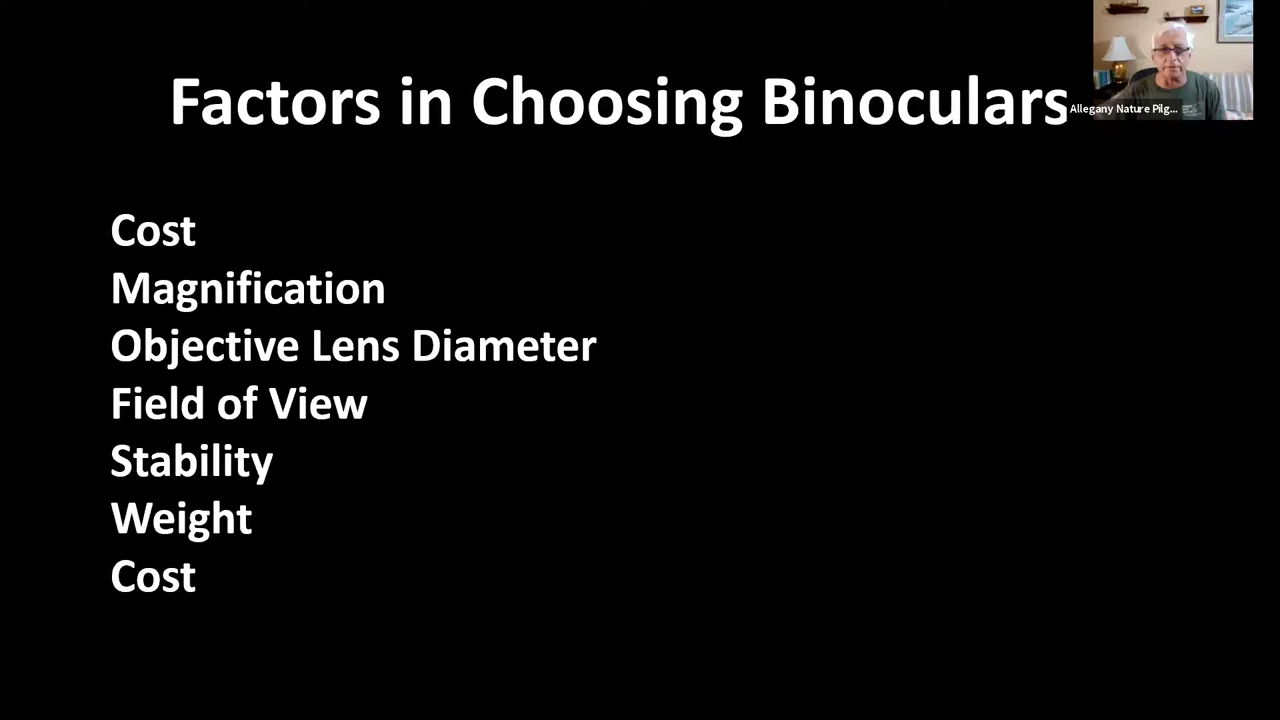 Factors in Choosing Binoculars
Allegany Nature Pilg...
Cost
Magnification
Objective Lens Diameter
Field of View
Stability
Weight
Cost